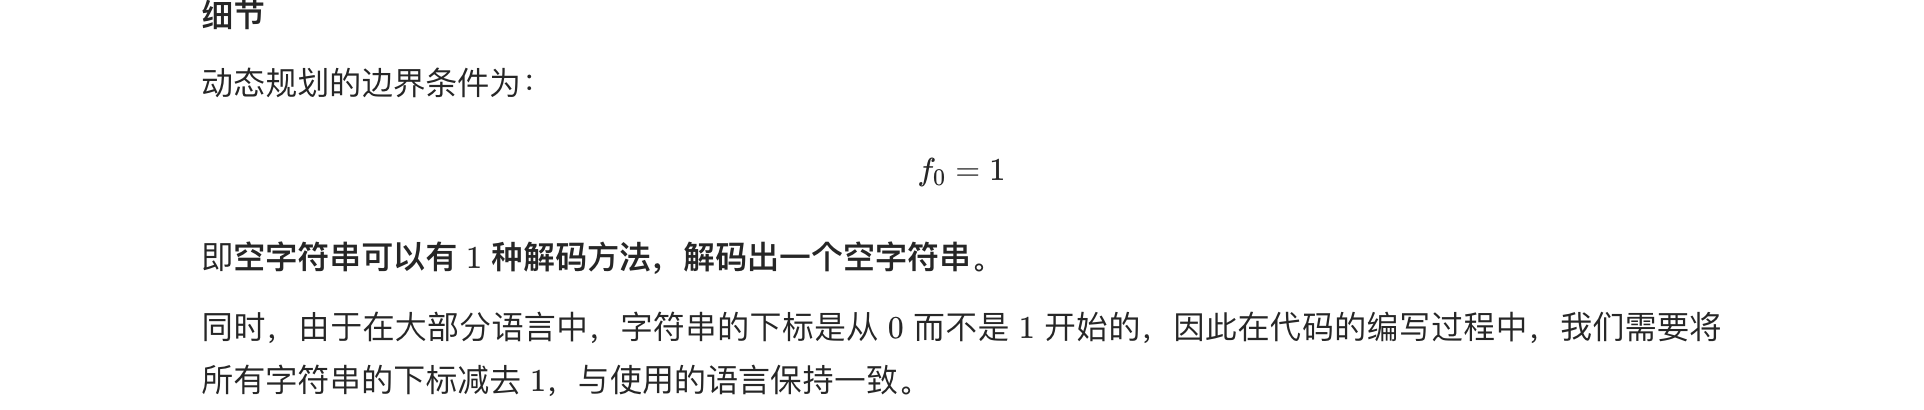 细节
动态规划的边界条件为：
f₀ = 1
即空字符串可以有 1 种解码方法，解码出一个空字符串。
同时，由于在大部分语言中，字符串的下标是从 0 而不是 1 开始的，因此在代码的编写过程中，我们需要将
所有字符串的下标减去 1，与使用的语言保持一致。